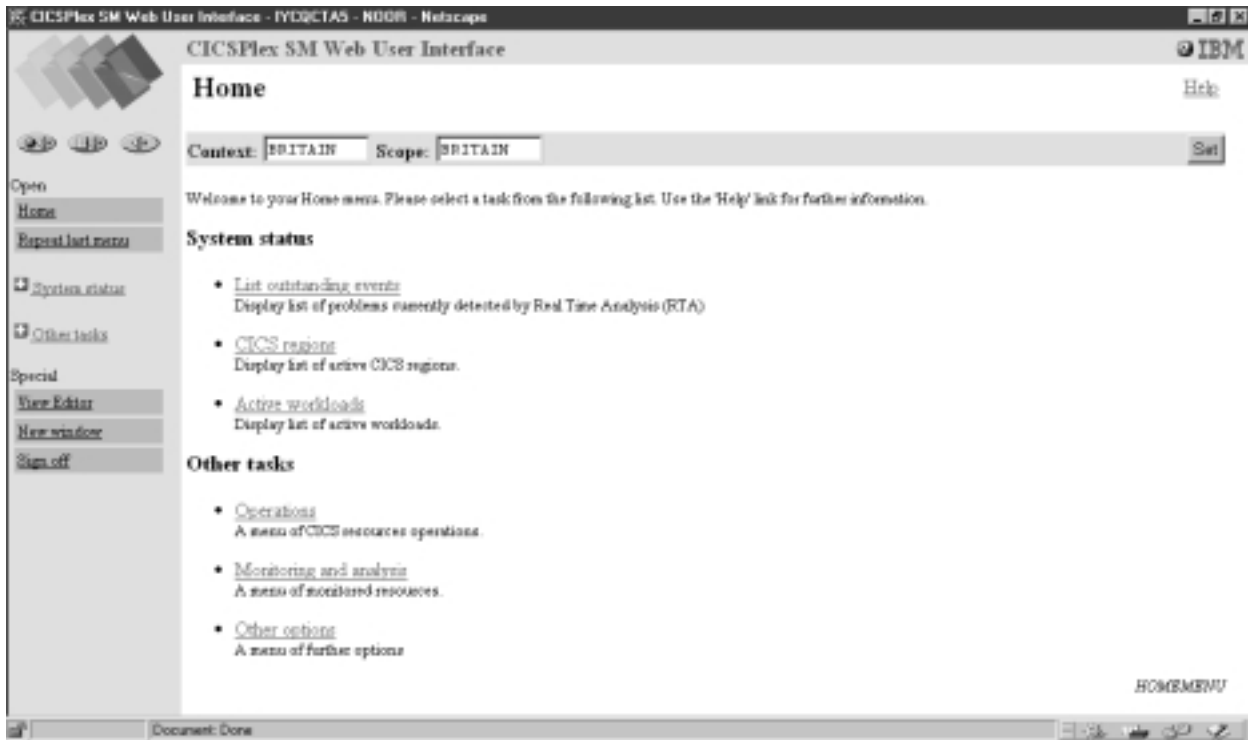 CICSPlex SM Web User Interface - IYCQCTA5 - NOOR - Netscape
CICSPlex SM Web User Interface
IBM
Home
Help
Context: BRITAIN Scope: BRITAIN Set
Open
Home
Repeat last menu
System status
Other tasks
Special
View Editor
New window
Sign off
Welcome to your Home menu. Please select a task from the following list. Use the 'Help' link for further information.
System status
• List outstanding events
Display list of problems currently detected by Real Time Analysis (RTA)
• CICS regions
Display list of active CICS regions.
• Active workloads
Display list of active workloads.
Other tasks
• Operations
A menu of CICS resources operations.
• Monitoring and analysis
A menu of monitored resources.
• Other options
A menu of further options
HOMEMENU
Document: Done